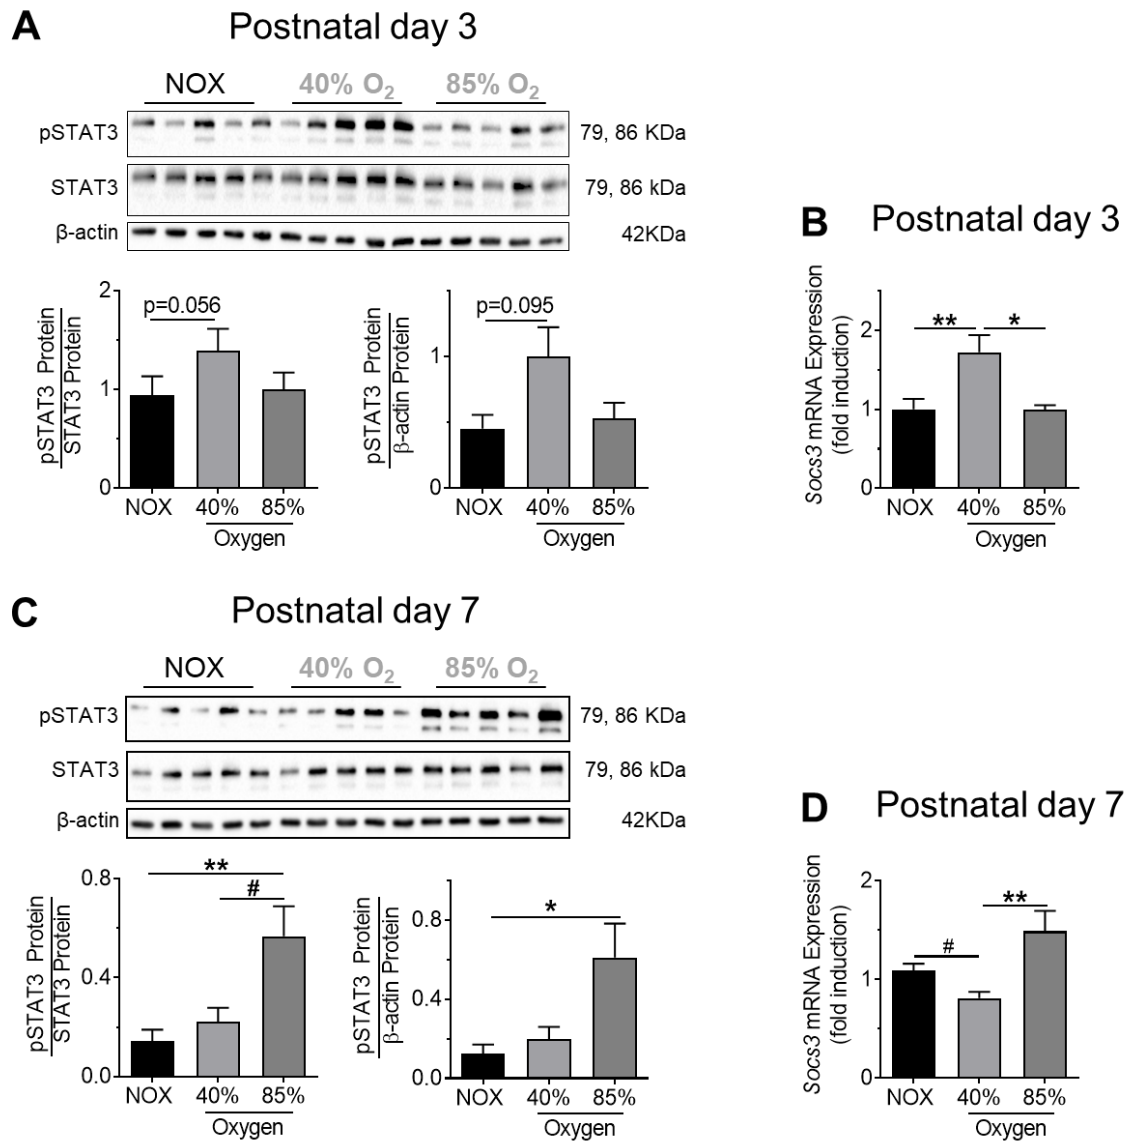 A
Postnatal day 3
NOX 40% O2 85% O2
pSTAT3 79, 86 KDa
STAT3 79, 86 kDa
β-actin 42KDa
pSTAT3 Protein
STAT3 Protein
2
1
0
p=0.056
NOX 40% 85%
Oxygen
pSTAT3 Protein
β-actin Protein
1
0
p=0.095
NOX 40% 85%
Oxygen
B
Postnatal day 3
Socs3 mRNA Expression
(fold induction)
2
1
0
** *
NOX 40% 85%
Oxygen
C
Postnatal day 7
NOX 40% O2 85% O2
pSTAT3 79, 86 KDa
STAT3 79, 86 kDa
β-actin 42KDa
pSTAT3 Protein
STAT3 Protein
0.8
0.4
0.0
**
#
NOX 40% 85%
Oxygen
pSTAT3 Protein
β-actin Protein
0.8
0.4
0.0
*
NOX 40% 85%
Oxygen
D
Postnatal day 7
Socs3 mRNA Expression
(fold induction)
2
1
0
**
#
NOX 40% 85%
Oxygen